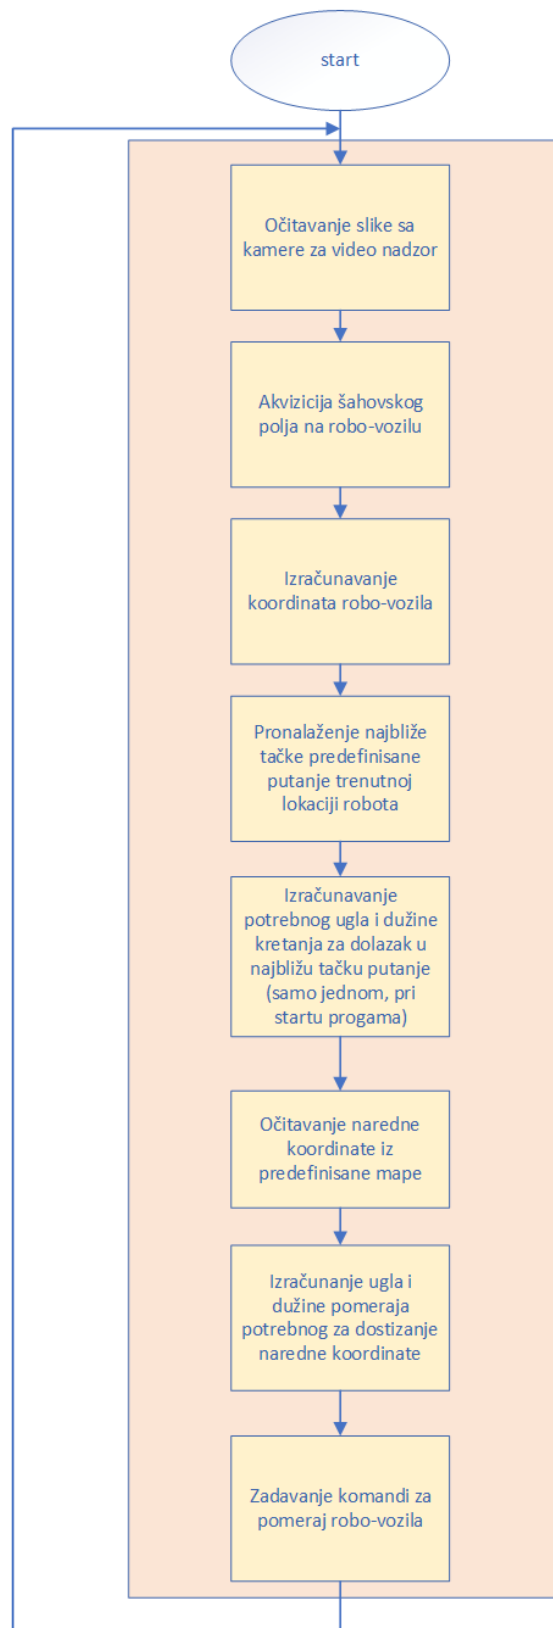 start
Očitavanje slike sa
kamere za video nadzor
Akvizicija šahovskog
polja na robo-vozilu
Izračunavanje
koordinata robo-vozila
Pronalaženje najbliže
tačke predefinisane
putanje trenutnoj
lokaciji robota
Izračunavanje
potrebnog ugla i dužine
kretanja za dolazak u
najbližu tačku putanje
(samo jednom, pri
startu progama)
Očitavanje naredne
koordinate iz
predefinisane mape
Izračunanje ugla i
dužine pomeraja
potrebnog za dostizanje
naredne koordinate
Zadavanje komandi za
pomeraj robo-vozila